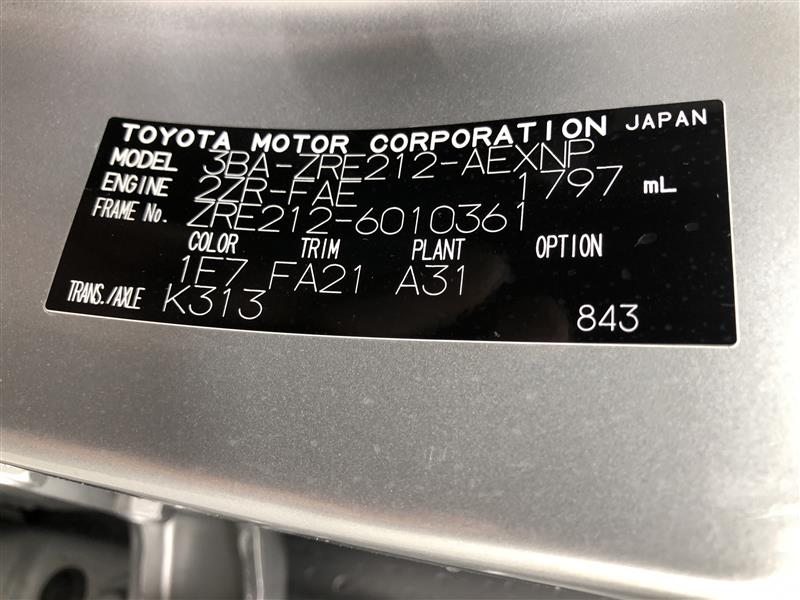 TOYOTA MOTOR CORPORATION JAPAN
MODEL 3BA-ZRE212-AEXNP
ENGINE 2ZR-FAE 1797 mL
FRAME No. ZRE212-6010361
COLOR TRIM PLANT OPTION
1E7 FA21 A31
TRANS./AXLE K313 843